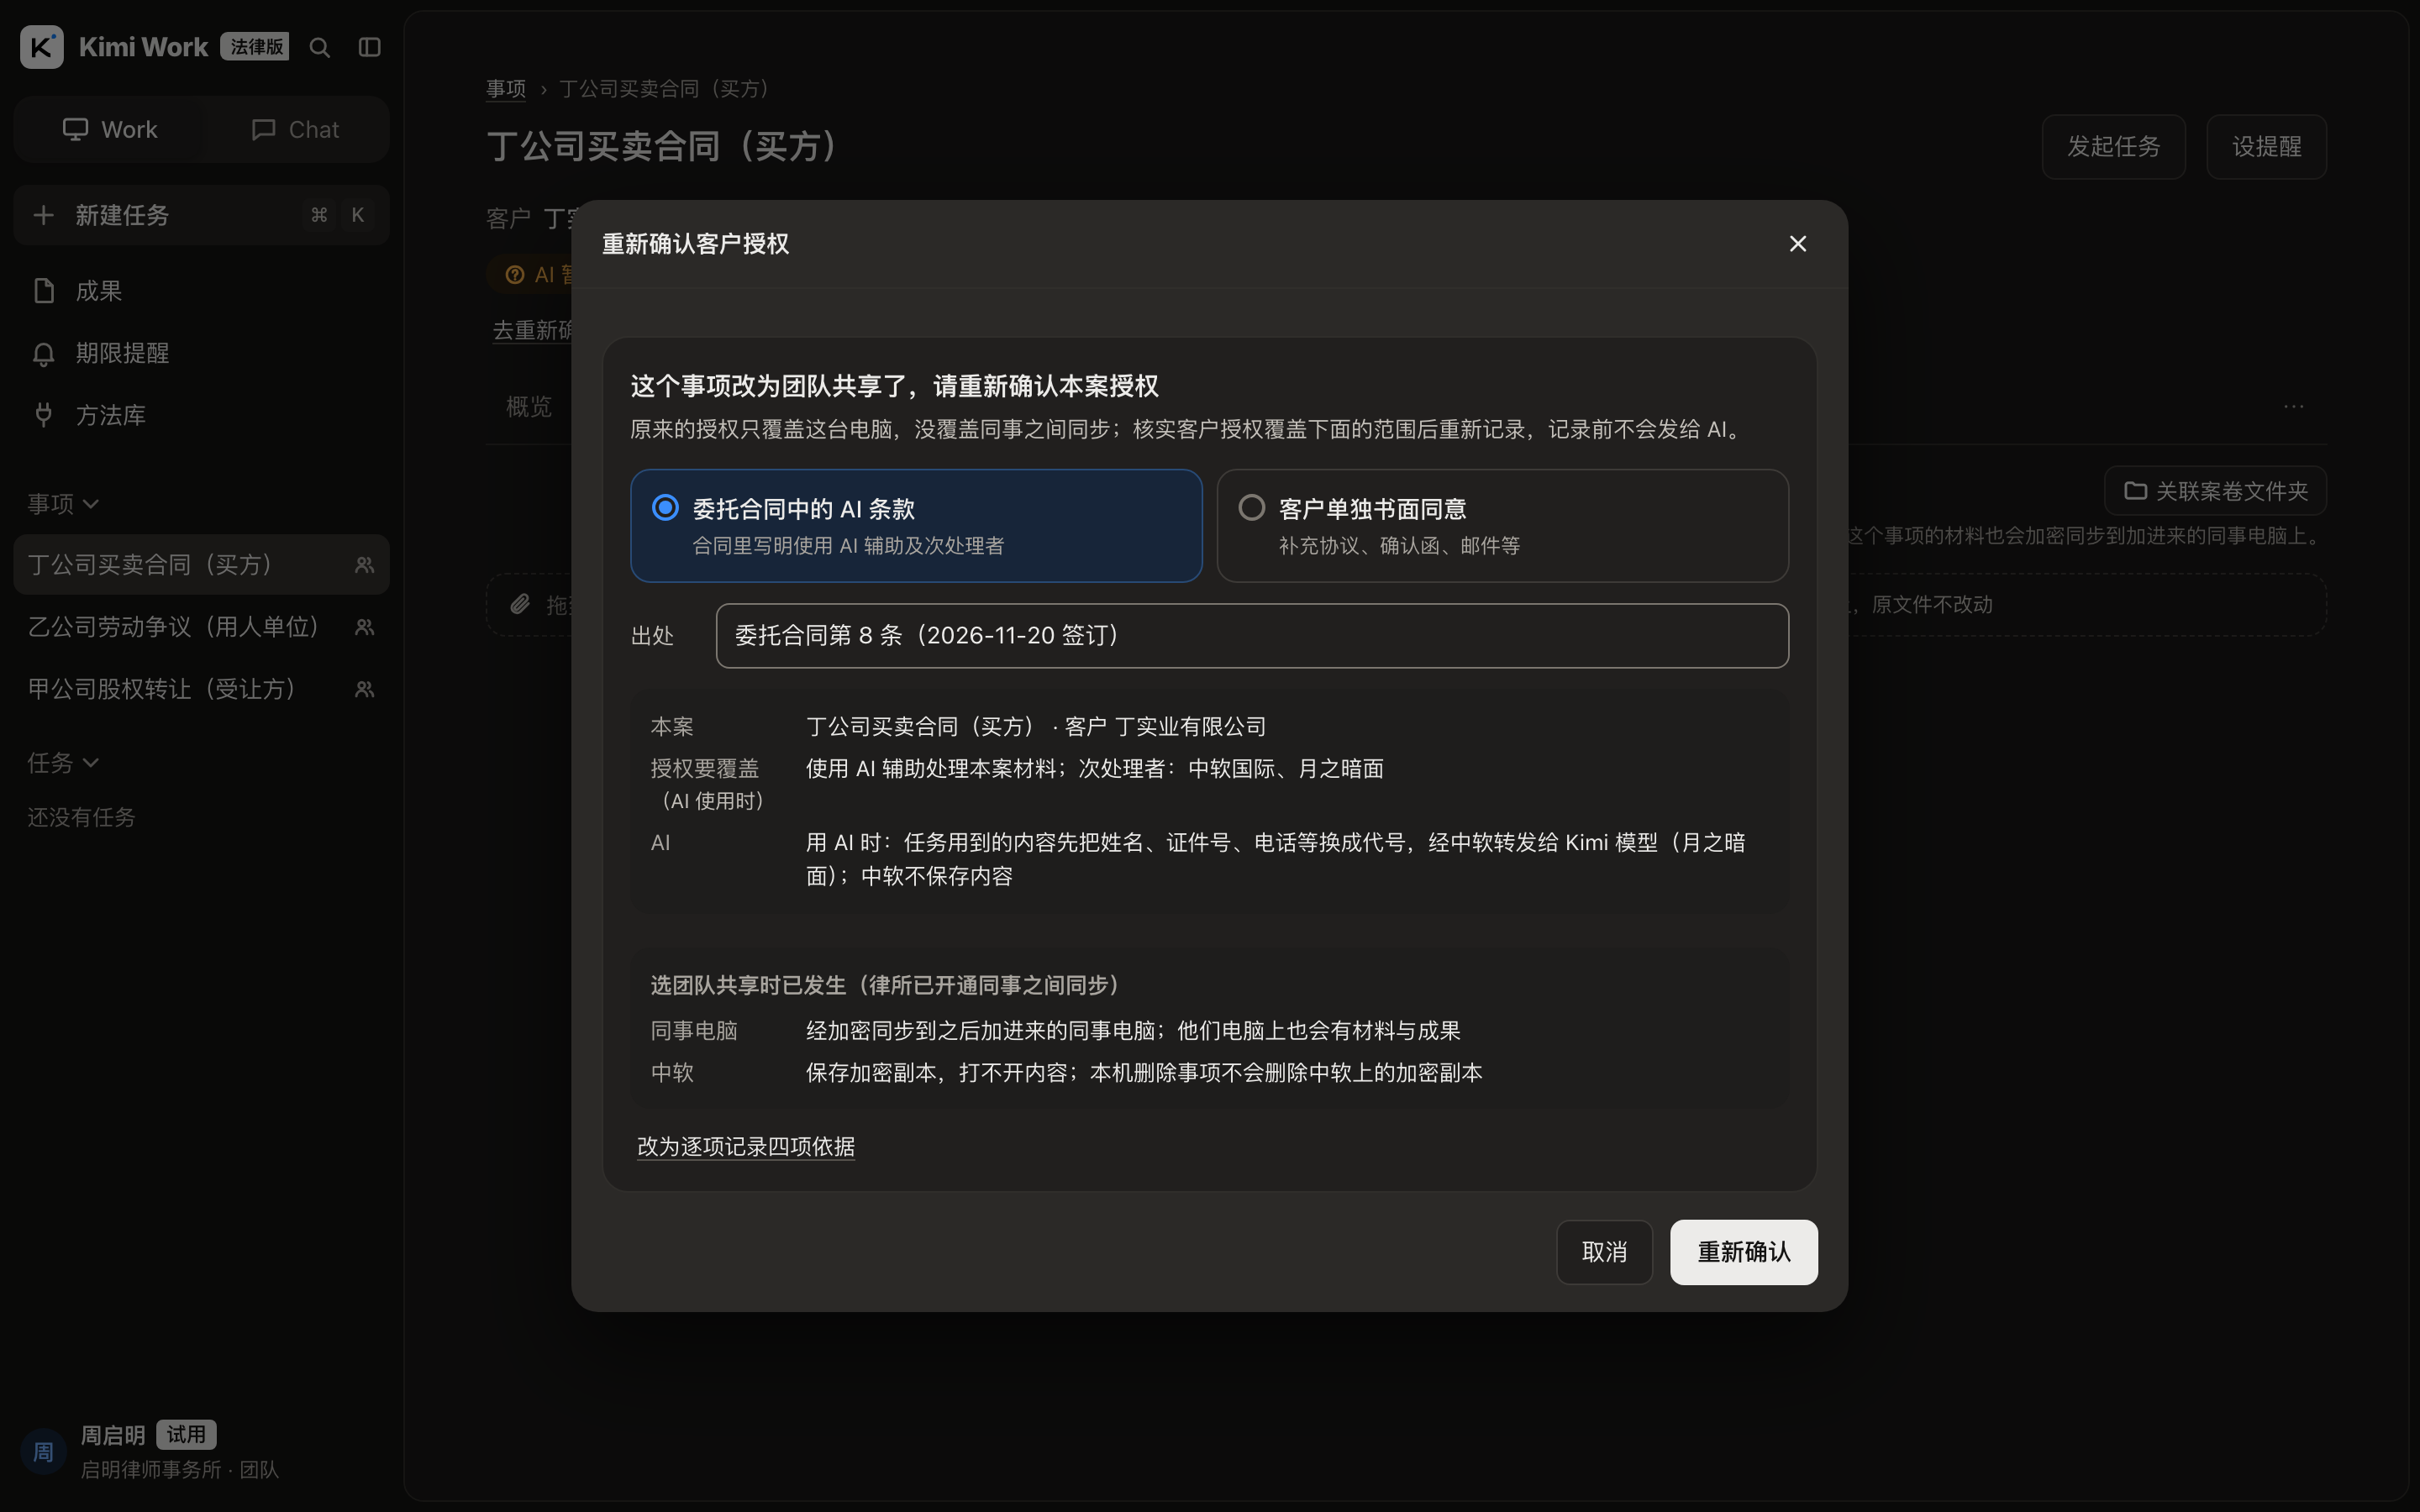 Kimi Work 法律版
Work
Chat
新建任务 ⌘ K
成果
期限提醒
方法库
事项
丁公司买卖合同（买方）
乙公司劳动争议（用人单位）
甲公司股权转让（受让方）
任务
还没有任务
周
周启明 试用
启明律师事务所 · 团队
事项 › 丁公司买卖合同（买方）
丁公司买卖合同（买方）
发起任务
设提醒
客户
AI
去重新确
概览
···
关联案卷文件夹
这个事项的材料也会加密同步到加进来的同事电脑上。
，原文件不改动
重新确认客户授权
这个事项改为团队共享了，请重新确认本案授权
原来的授权只覆盖这台电脑，没覆盖同事之间同步；核实客户授权覆盖下面的范围后重新记录，记录前不会发给 AI。
委托合同中的 AI 条款
合同里写明使用 AI 辅助及次处理者
客户单独书面同意
补充协议、确认函、邮件等
出处
委托合同第 8 条（2026-11-20 签订）
本案 丁公司买卖合同（买方） · 客户 丁实业有限公司
授权要覆盖 使用 AI 辅助处理本案材料；次处理者：中软国际、月之暗面
（AI 使用时）
AI 用 AI 时：任务用到的内容先把姓名、证件号、电话等换成代号，经中软转发给 Kimi 模型（月之暗
面）；中软不保存内容
选团队共享时已发生（律所已开通同事之间同步）
同事电脑 经加密同步到之后加进来的同事电脑；他们电脑上也会有材料与成果
中软 保存加密副本，打不开内容；本机删除事项不会删除中软上的加密副本
改为逐项记录四项依据
取消
重新确认